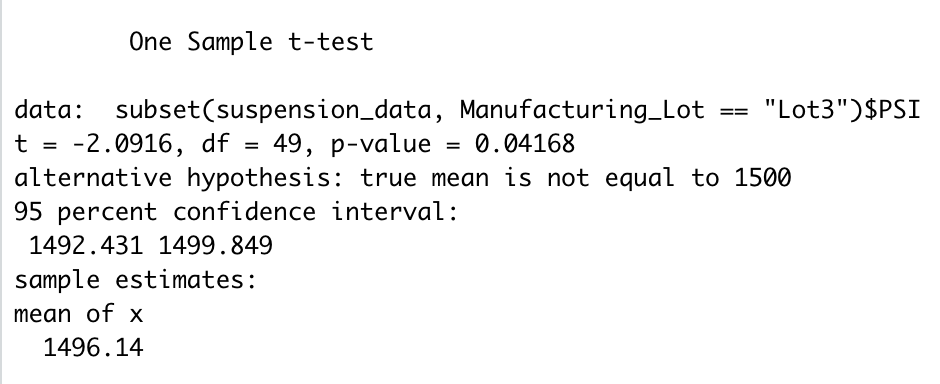 One Sample t-test
data:  subset(suspension_data, Manufacturing_Lot == "Lot3")$PSI
t = -2.0916, df = 49, p-value = 0.04168
alternative hypothesis: true mean is not equal to 1500
95 percent confidence interval:
1492.431 1499.849
sample estimates:
mean of x
1496.14